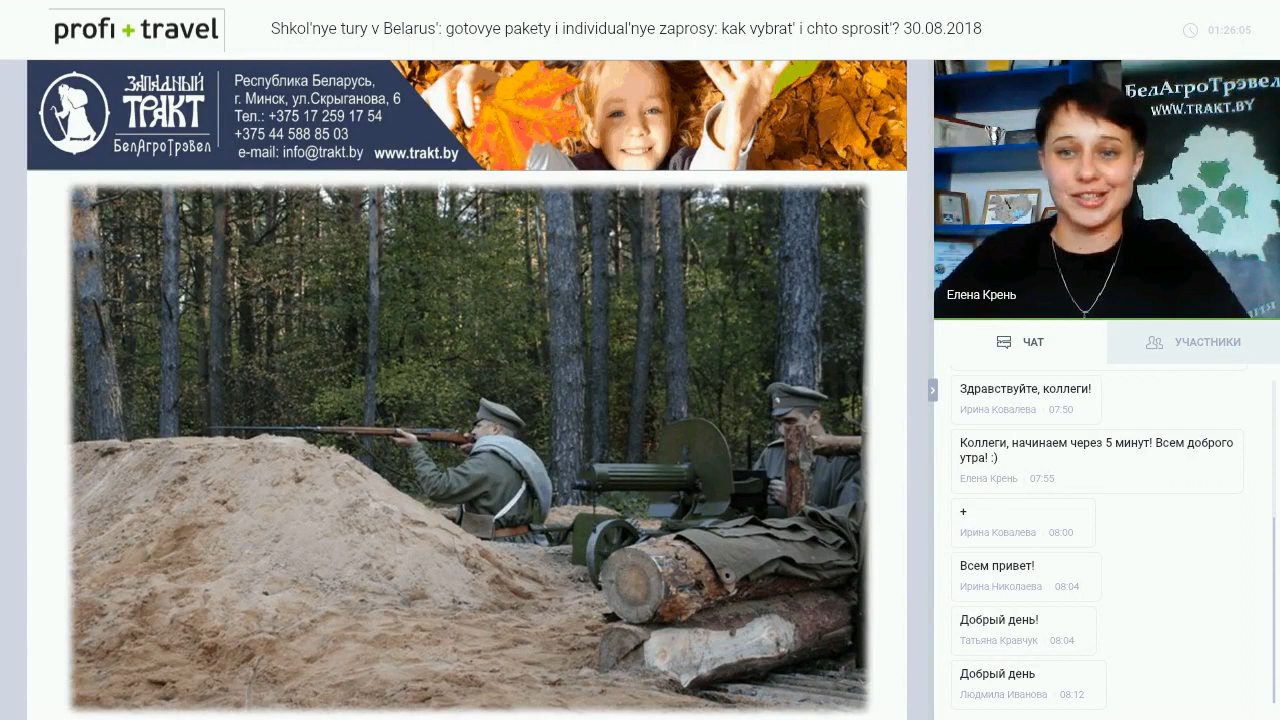 profi + travel
Shkol'nye tury v Belarus': gotovye pakety i individual'nye zaprosy: kak vybrat' i chto sprosit'? 30.08.2018
01:26:05
ЗАПАДНЫЙ
ТРАКТ
БелАгроТрэвел
Республика Беларусь,
г. Минск, ул.Скрыганова, 6
Тел.: +375 17 259 17 54
+375 44 588 85 03
e-mail: info@trakt.by www.trakt.by
БелАгроТрэвел
WWW.TRAKT.BY
Елена Крень
ЧАТ
УЧАСТНИКИ
Здравствуйте, коллеги!
Ирина Ковалева 07:50
Коллеги, начинаем через 5 минут! Всем доброго
утра! :)
Елена Крень 07:55
+
Ирина Ковалева 08:00
Всем привет!
Ирина Николаева 08:04
Добрый день!
Татьяна Кравчук 08:04
Добрый день
Людмила Иванова 08:12